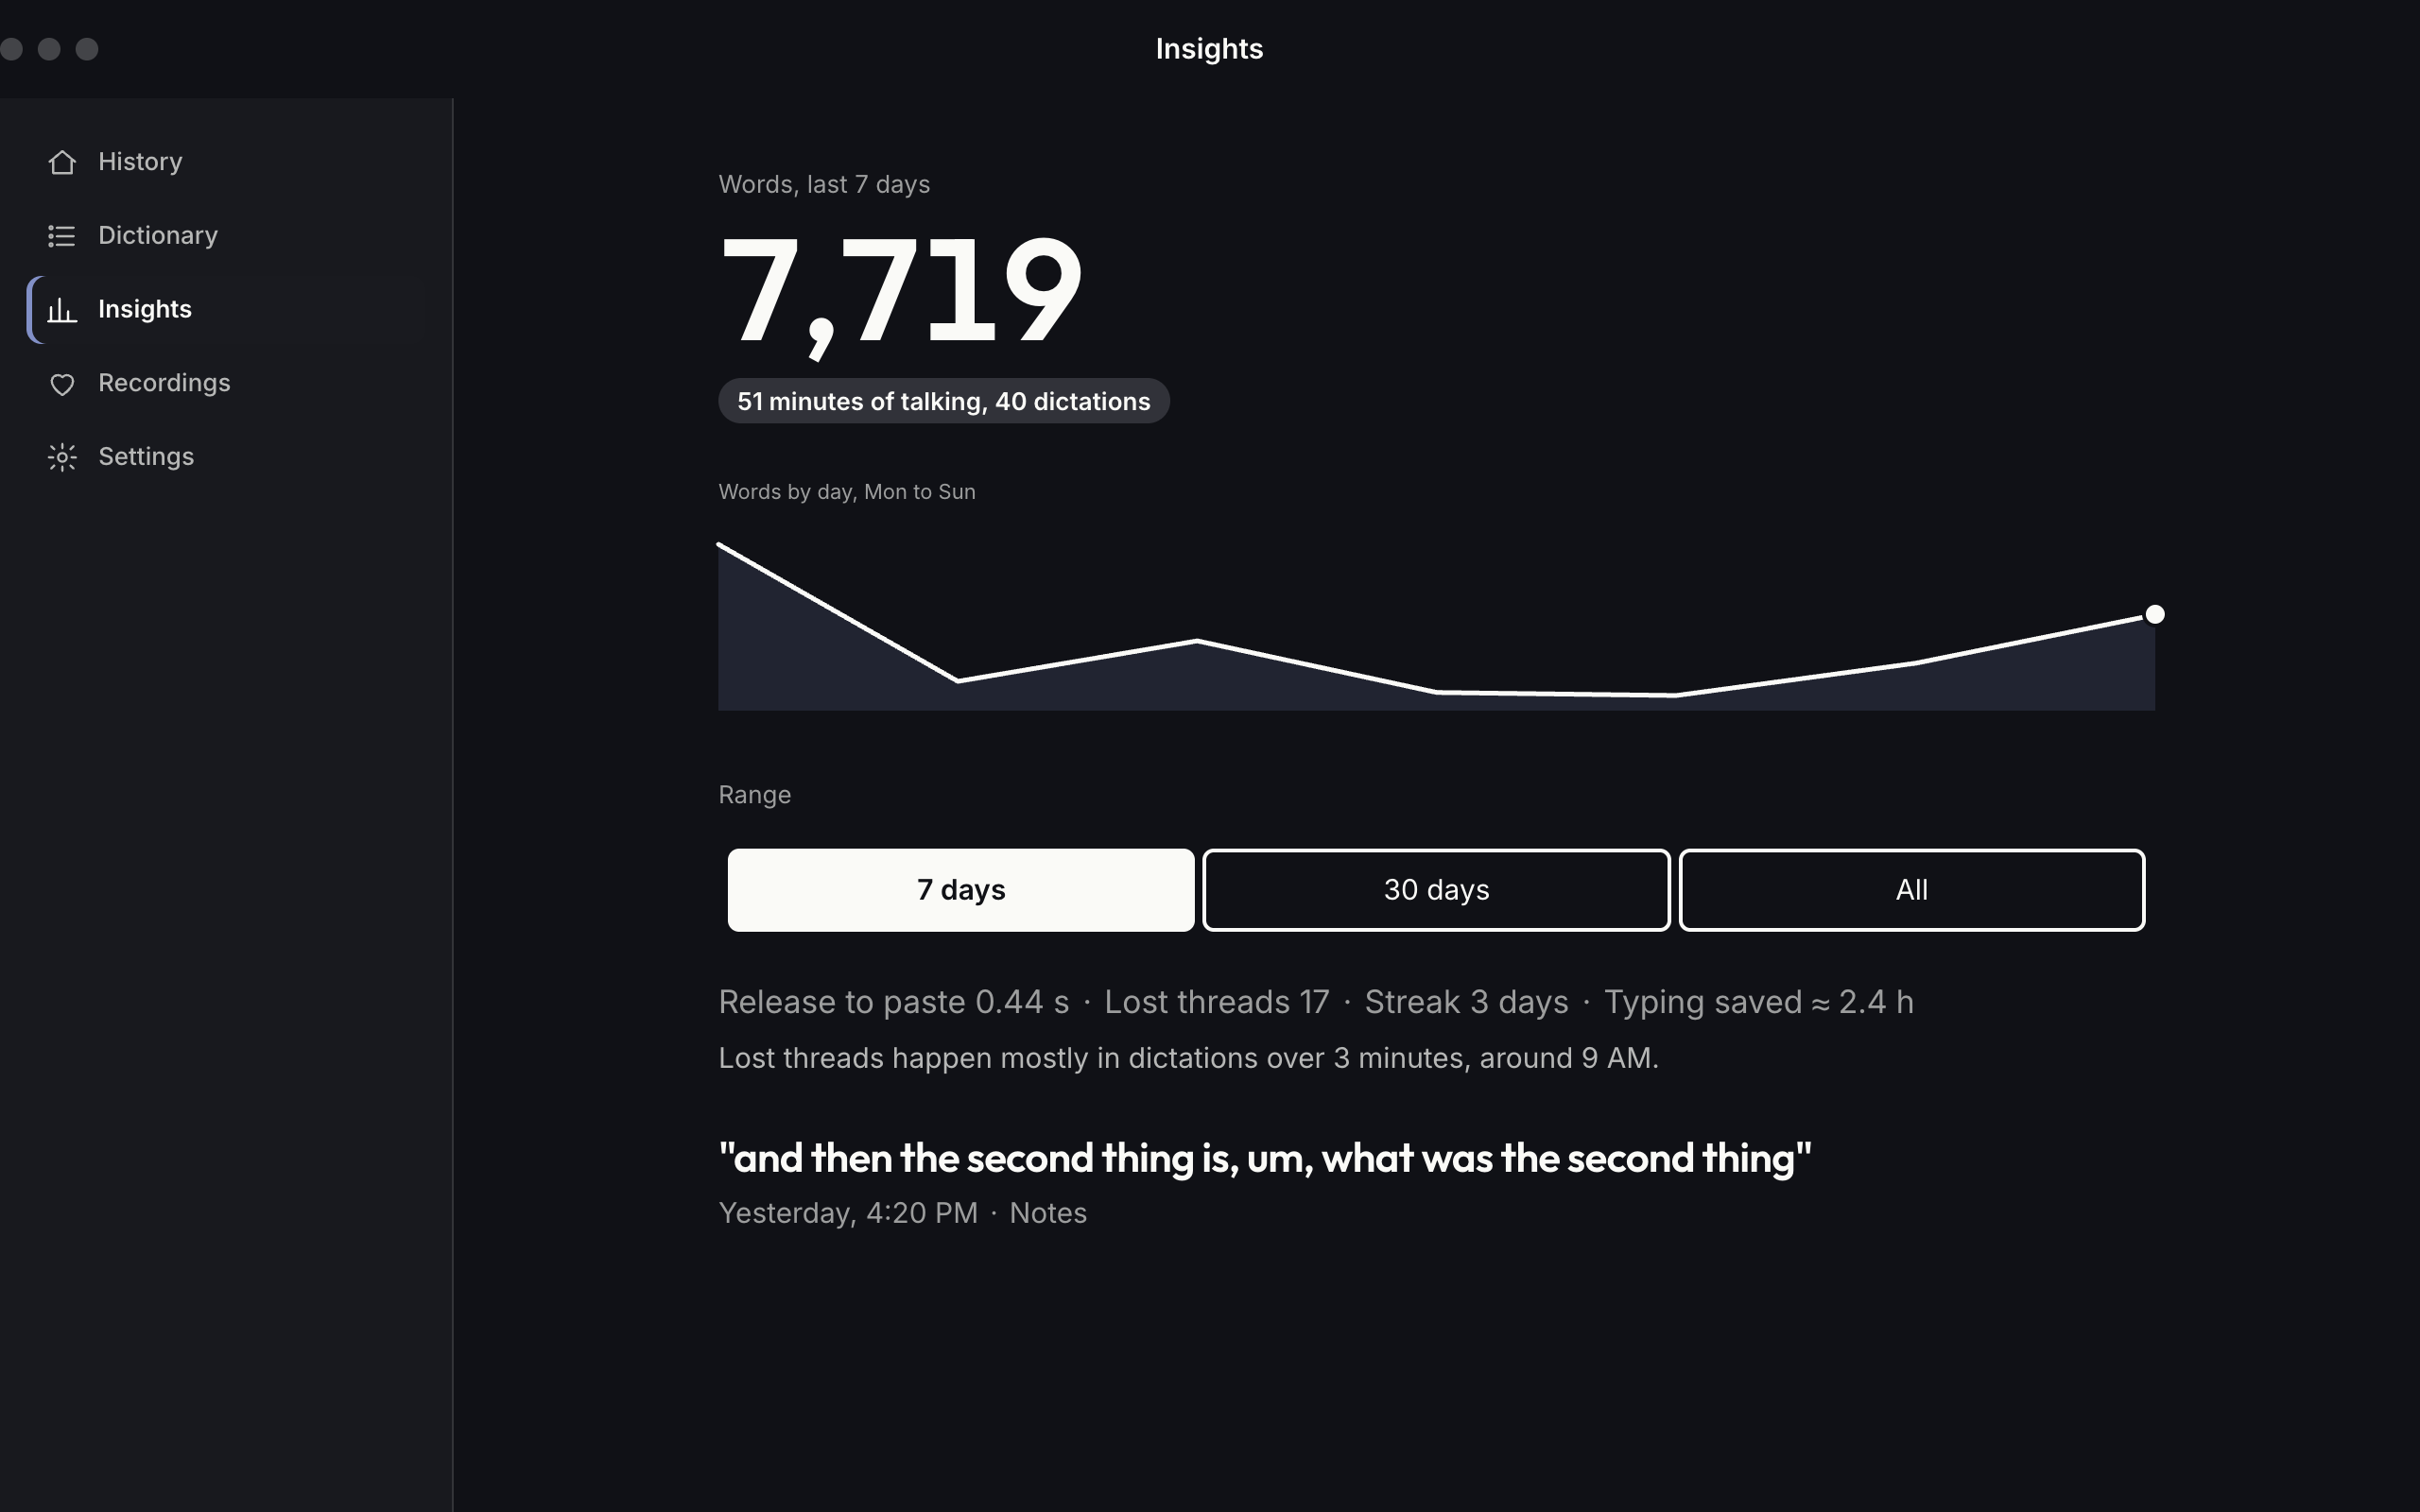 Insights
History
Dictionary
Insights
Recordings
Settings
Words, last 7 days
7,719
51 minutes of talking, 40 dictations
Words by day, Mon to Sun
Range
7 days
30 days
All
Release to paste 0.44 s · Lost threads 17 · Streak 3 days · Typing saved ≈ 2.4 h
Lost threads happen mostly in dictations over 3 minutes, around 9 AM.
"and then the second thing is, um, what was the second thing"
Yesterday, 4:20 PM · Notes